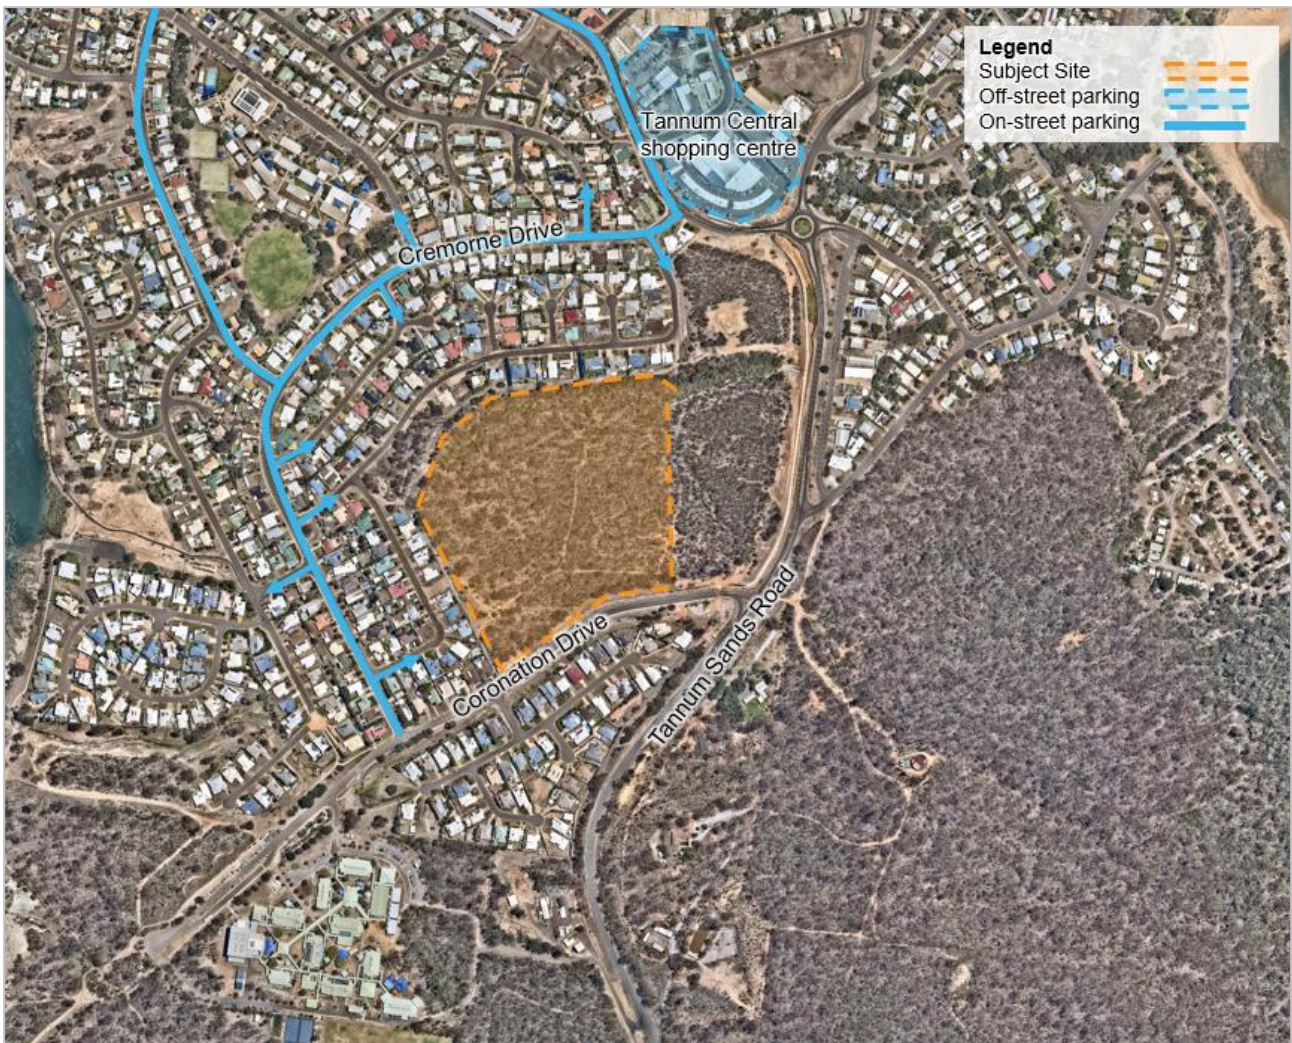 Legend
Subject Site
Off-street parking
On-street parking
Tannum Central
shopping centre
Cremorne Drive
Coronation Drive
Tannum Sands Road